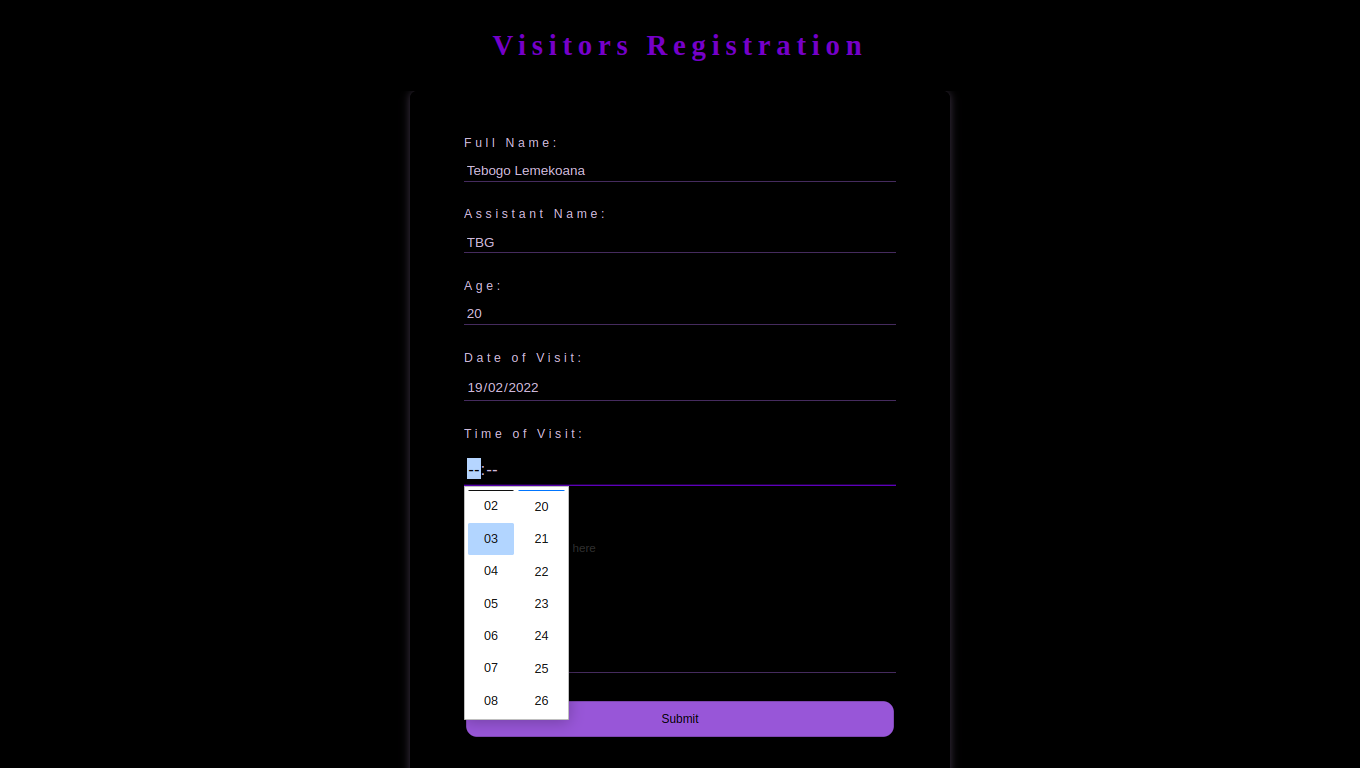 Visitors Registration
Full Name:
Tebogo Lemekoana
Assistant Name:
TBG
Age:
20
Date of Visit:
19/02/2022
Time of Visit:
--:--
02 20
03 21
here
04 22
05 23
06 24
07 25
08 26
Submit